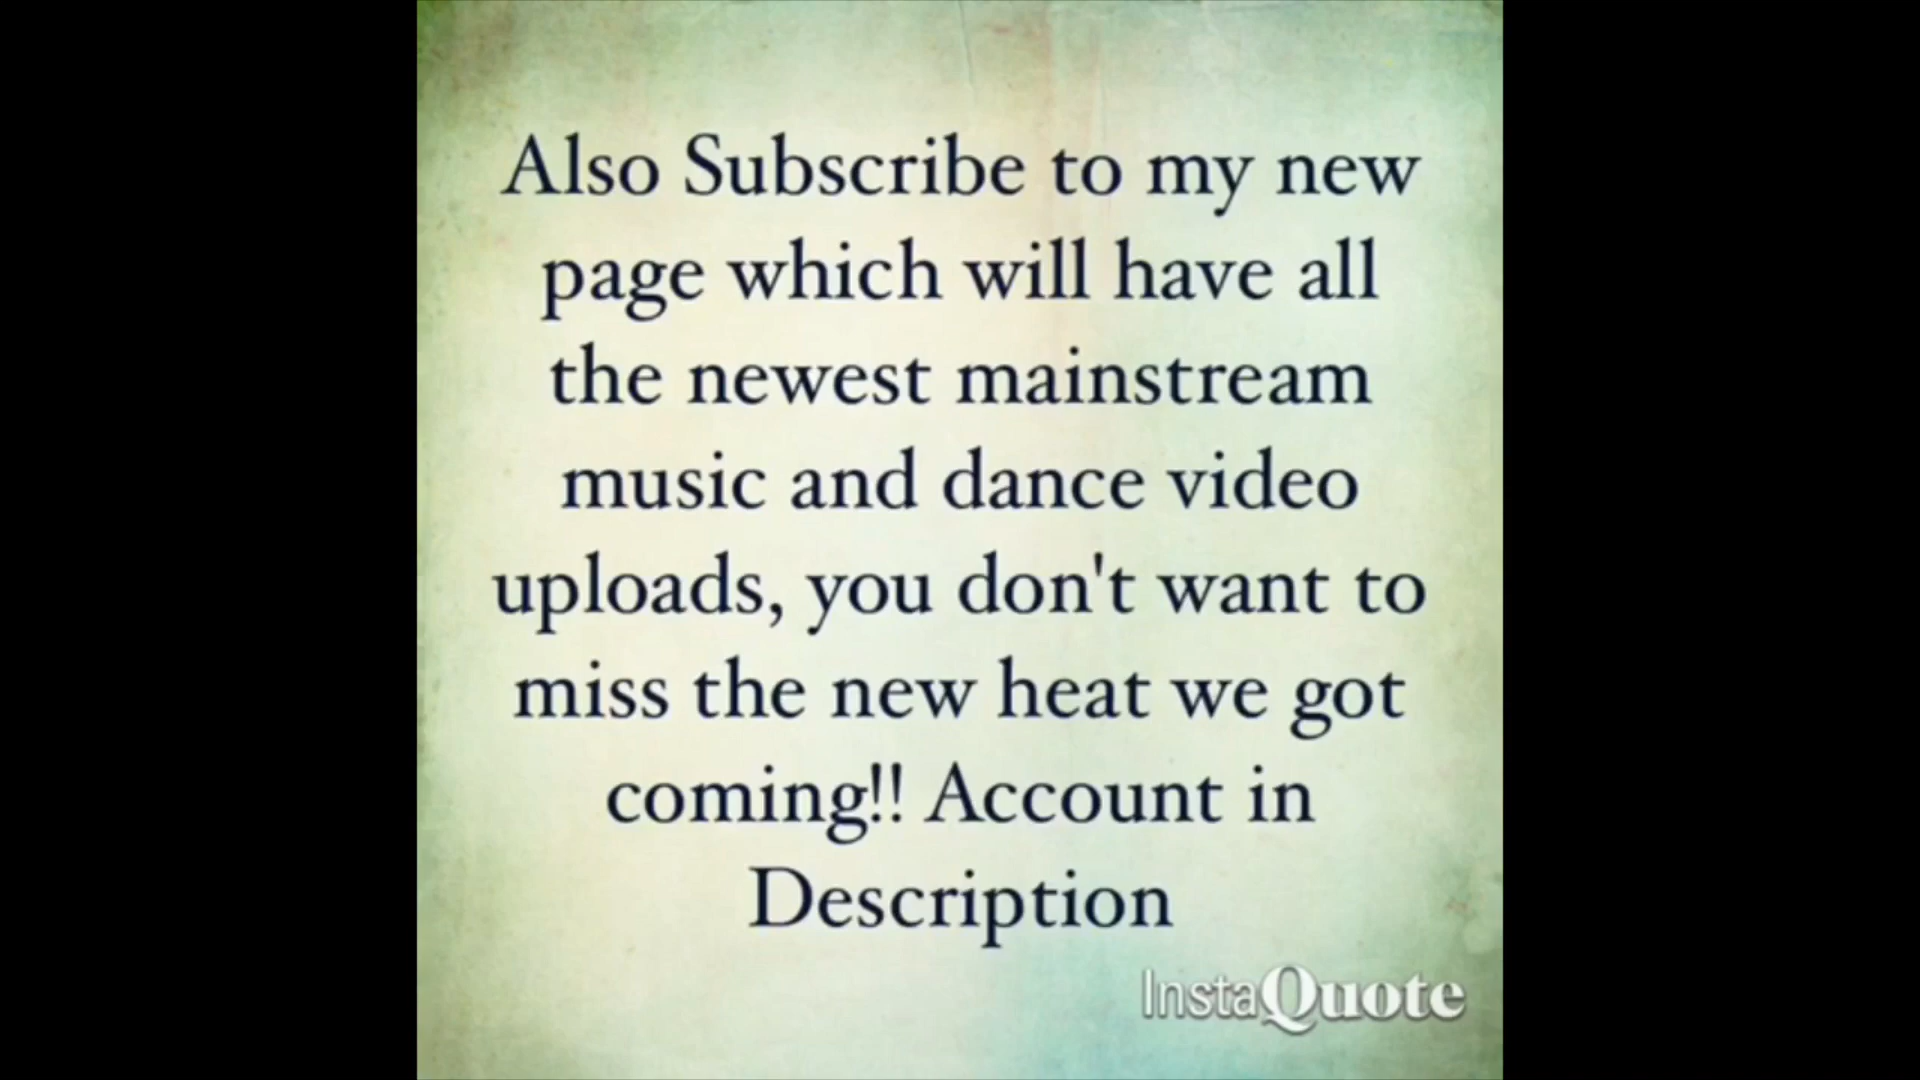 Also Subscribe to my new
page which will have all
the newest mainstream
music and dance video
uploads, you don't want to
miss the new heat we got
coming!! Account in
Description
InstaQuote